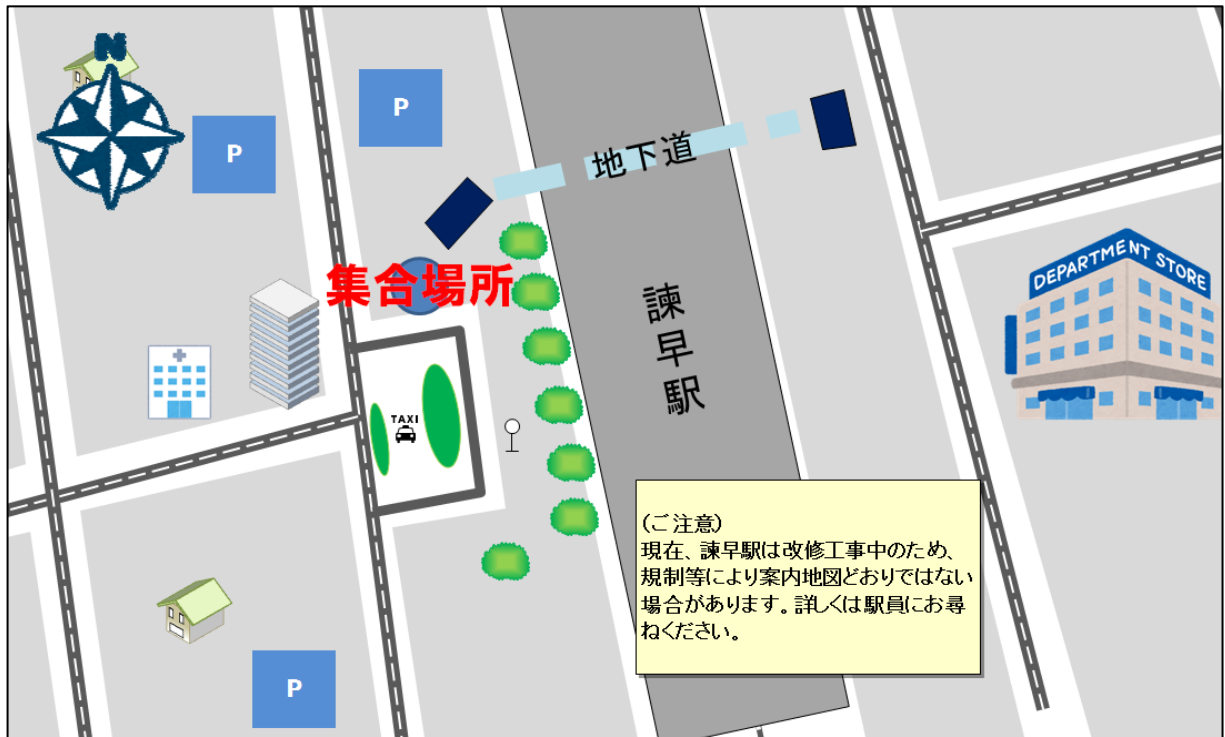 N
P
P
地下道
DEPARTMENT STORE
集合場所
諫早駅
TAXI
(ご注意)
現在、諫早駅は改修工事中のため、
規制等により案内地図どおりではない
場合があります。詳しくは駅員にお尋
ねください。
P